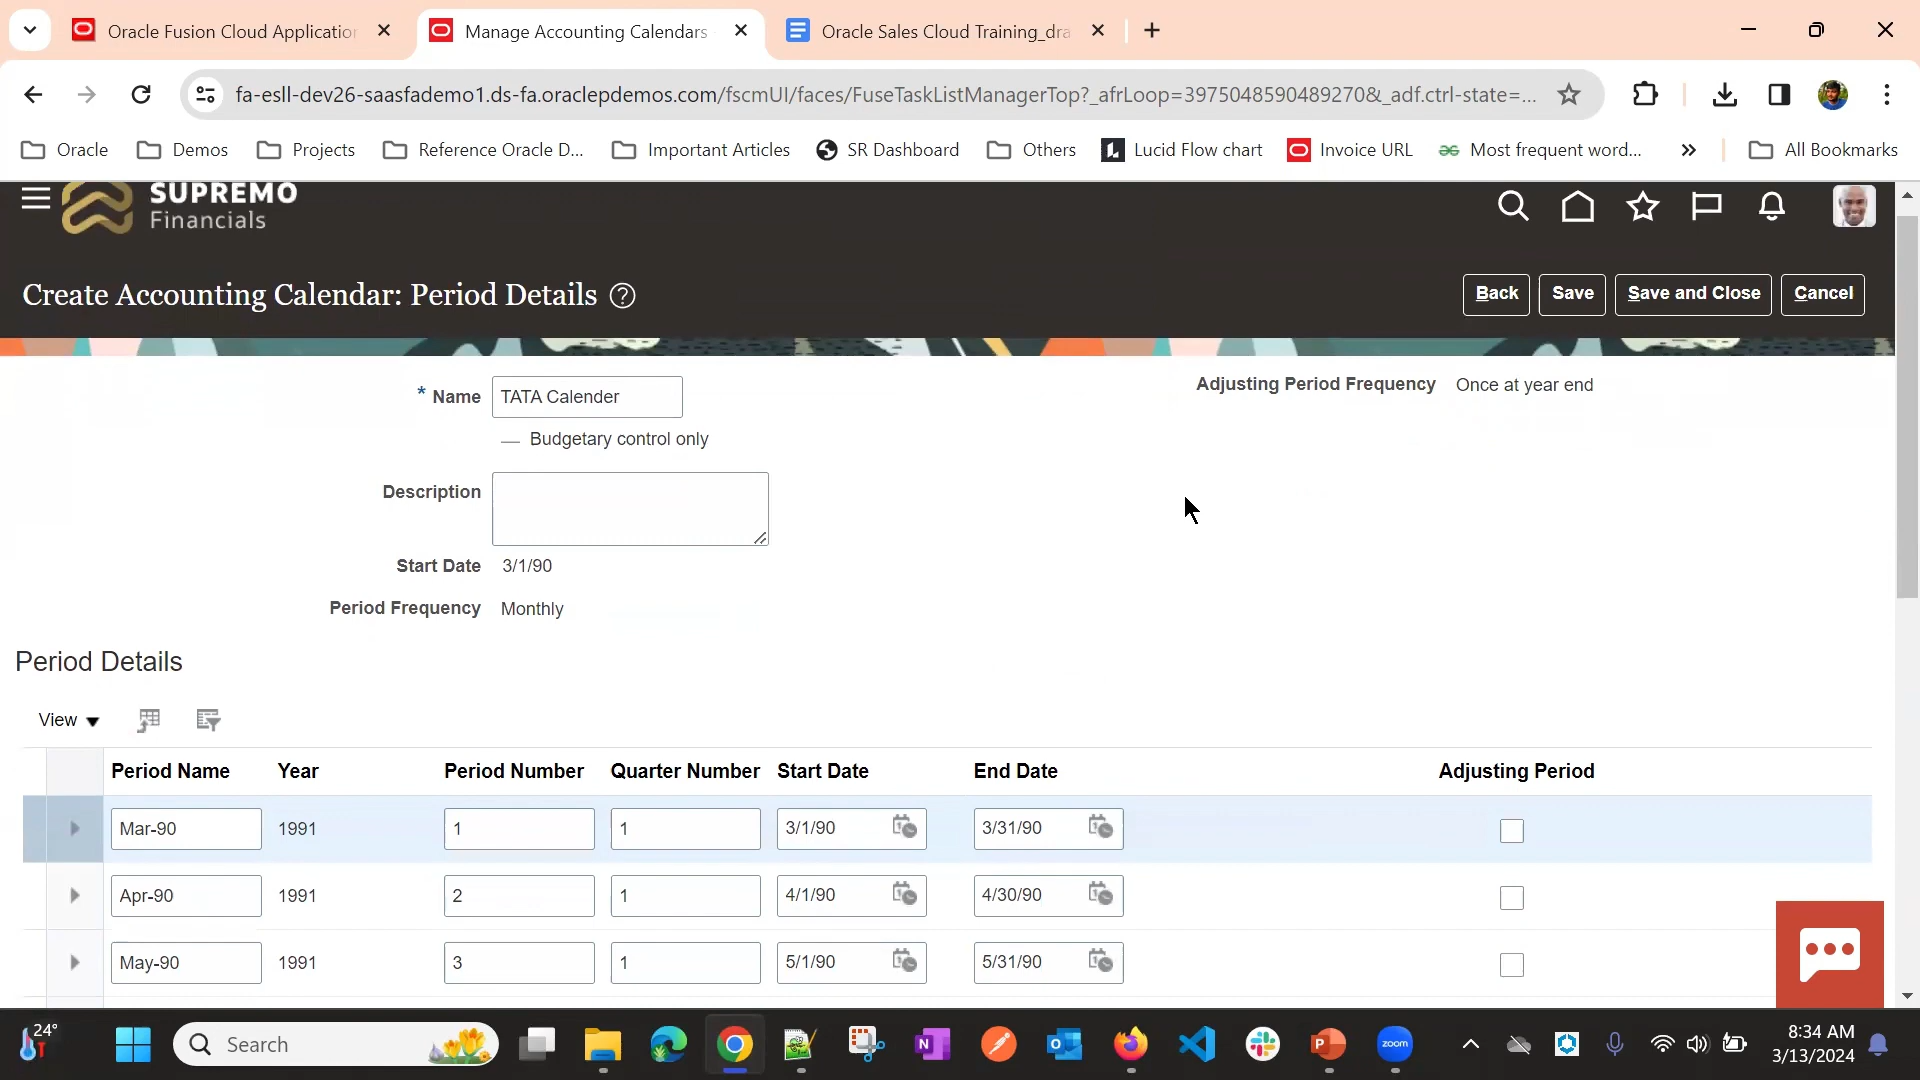 Oracle Fusion Cloud Application
Manage Accounting Calendars
Oracle Sales Cloud Training_dra
fa-esll-dev26-saasfademo1.ds-fa.oraclepdemos.com/fscmUI/faces/FuseTaskListManagerTop?_afrLoop=3975048590489270&_adf.ctrl-state=...
Oracle
Demos
Projects
Reference Oracle D...
Important Articles
SR Dashboard
Others
Lucid Flow chart
Invoice URL
Most frequent word...
All Bookmarks
SUPREMO
Financials
Create Accounting Calendar: Period Details
Back Save Save and Close Cancel
* Name TATA Calender
Adjusting Period Frequency Once at year end
Budgetary control only
Description
Start Date 3/1/90
Period Frequency Monthly
Period Details
View
Period Name Year Period Number Quarter Number Start Date End Date Adjusting Period
Mar-90 1991 1 1 3/1/90 3/31/90
Apr-90 1991 2 1 4/1/90 4/30/90
May-90 1991 3 1 5/1/90 5/31/90
24°
Search
zoom
8:34 AM
3/13/2024